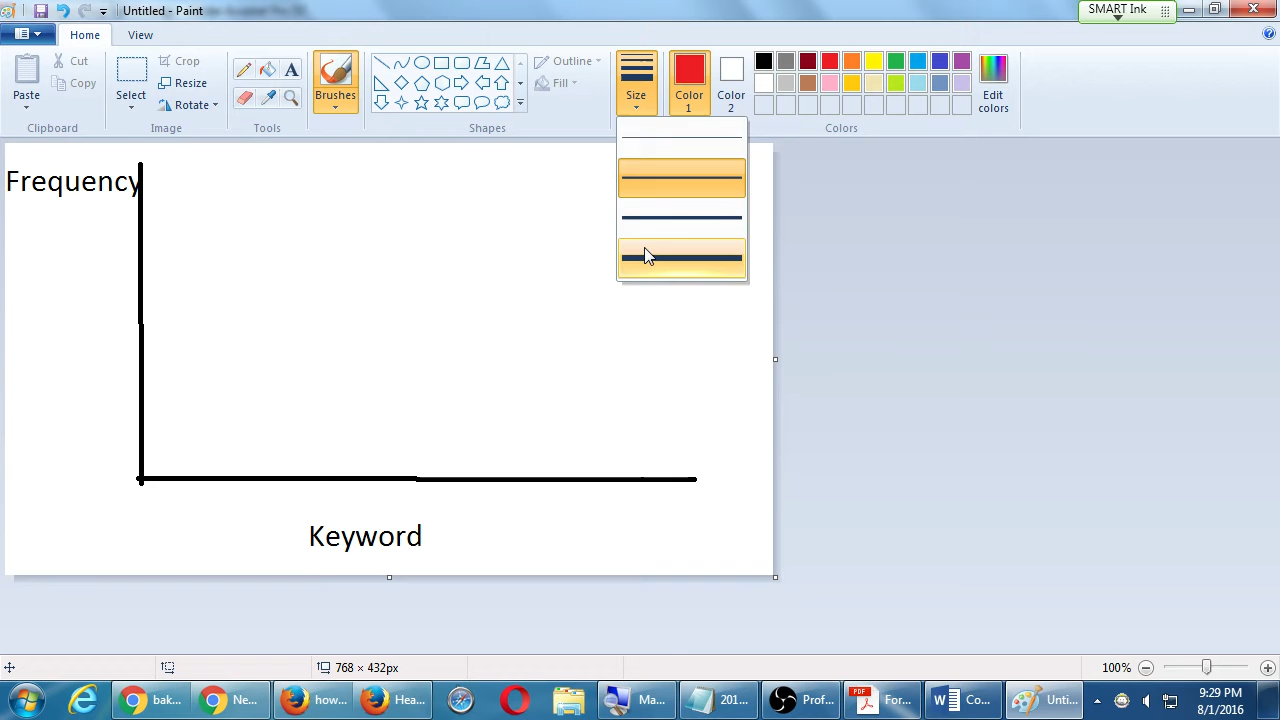 Untitled - Paint
SMART Ink
Home View
Cut
Copy
Paste
Clipboard
Crop
Resize
Rotate
Select
Image
A
Tools
Brushes
Outline
Fill
Shapes
Size
Color 1
Color 2
Edit colors
Colors
Frequency
Keyword
768 × 432px
100%
bak...
Ne...
how...
Hea...
Ma...
201...
Prof...
PDF
For...
Co...
Unti...
9:29 PM
8/1/2016